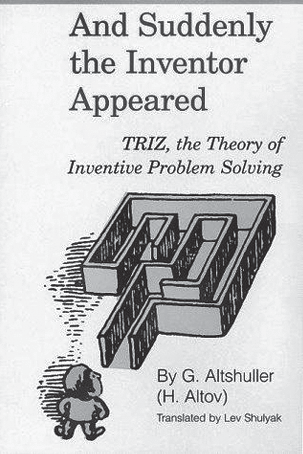 And Suddenly
the Inventor
Appeared
TRIZ, the Theory of
Inventive Problem Solving
By G. Altshuller
(H. Altov)
Translated by Lev Shulyak